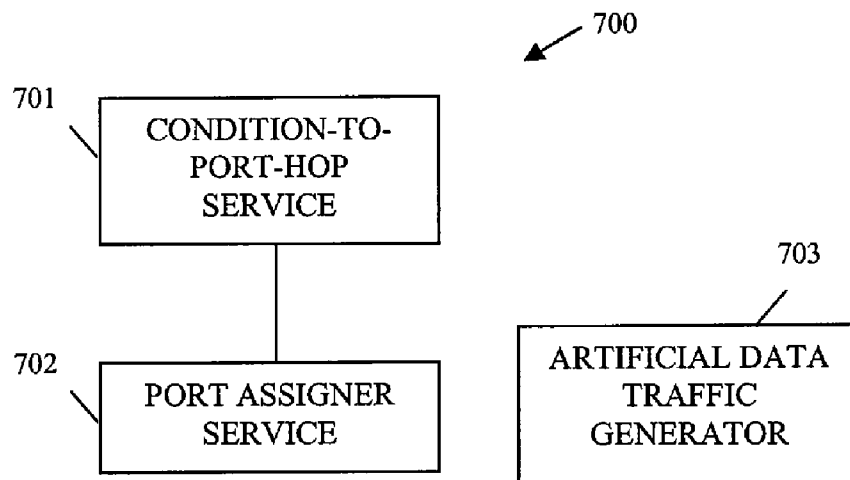 700
701
CONDITION-TO-
PORT-HOP
SERVICE
703
702
PORT ASSIGNER
SERVICE
ARTIFICIAL DATA
TRAFFIC
GENERATOR